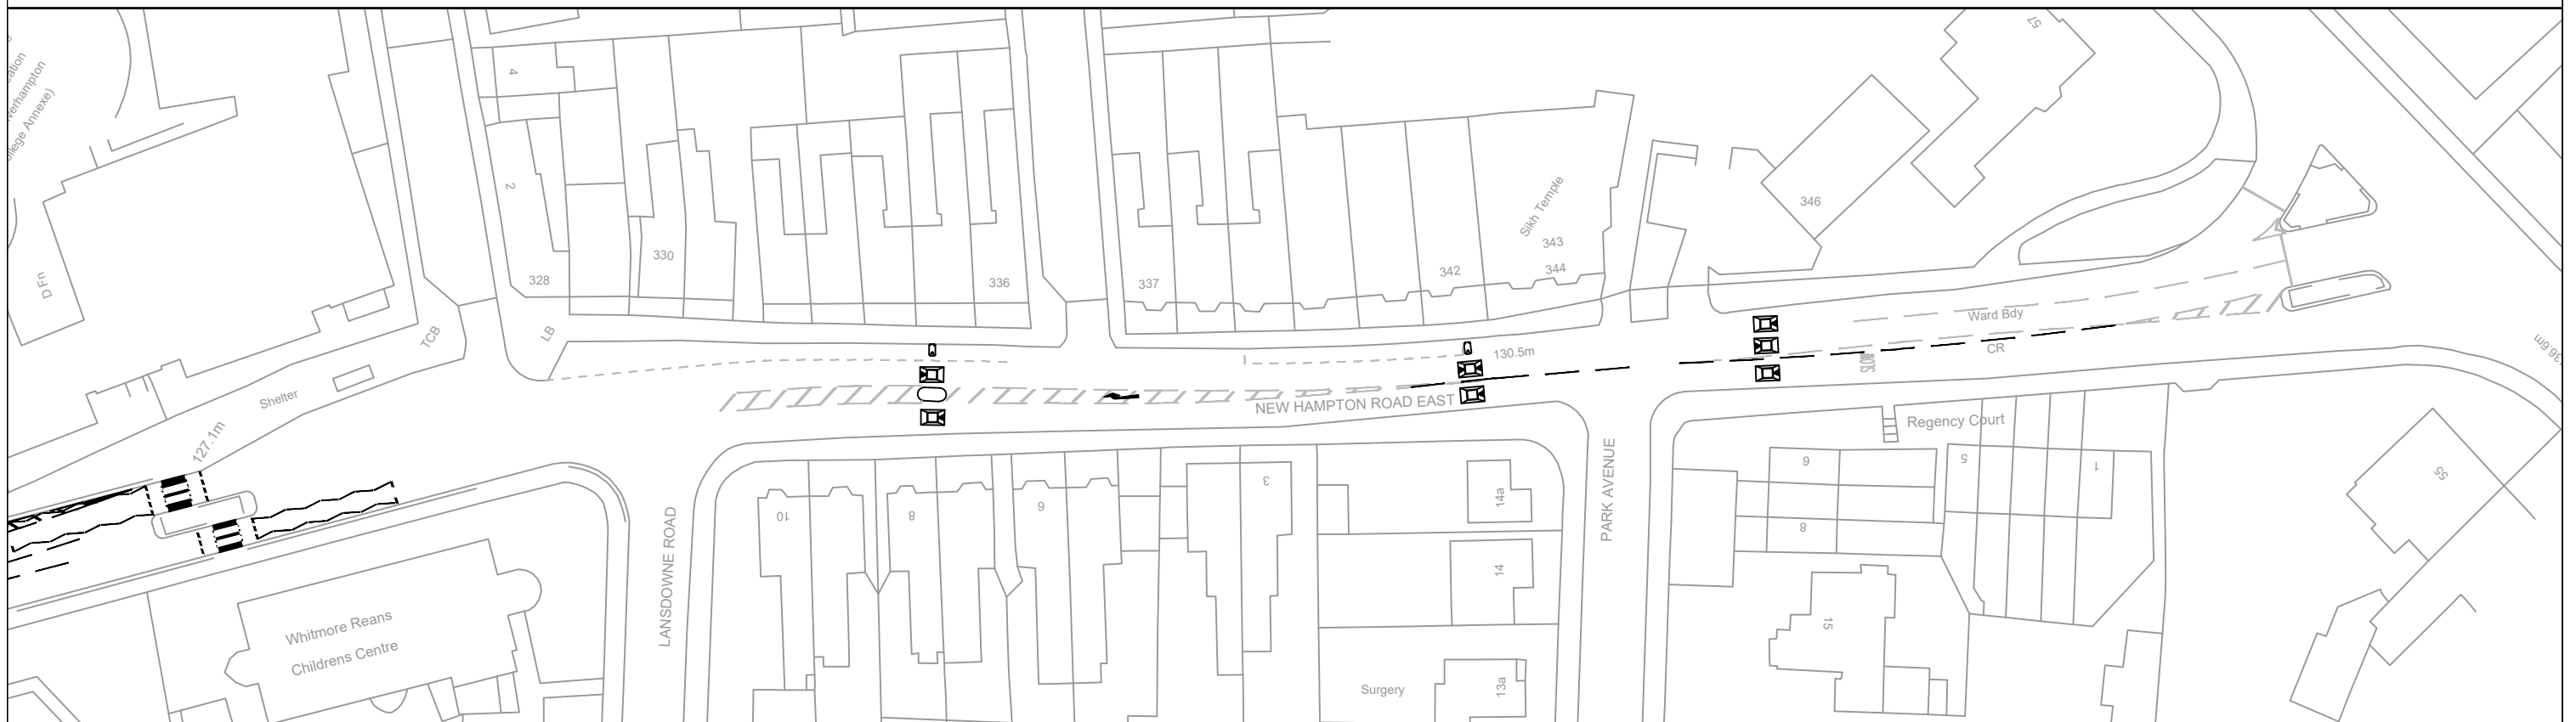 57
4
2
346
Sikh Temple
343
344
342
330
328
336
337
D Fn
TCB
LB
Ward Bdy
CR
130.5m
SLOW
NEW HAMPTON ROAD EAST
Shelter
127.1m
Regency Court
10
8
6
3
14a
14
13a
6
8
5
1
55
15
PARK AVENUE
LANSDOWNE ROAD
Whitmore Reans
Childrens Centre
Surgery